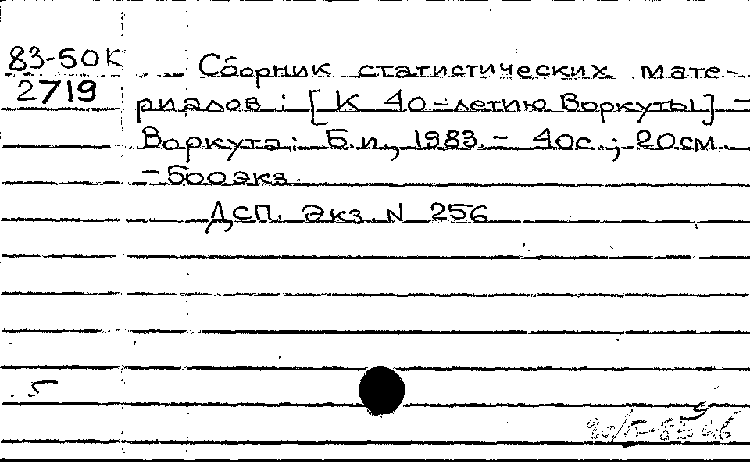 83-50К
2719
Сборник статистических мате-
риалов : [ К 40-летию Воркуты] -
Воркута: Б.и., 1983. - 40с.; 20см.
- 500экз.
ДСП. Экз. N 256
5